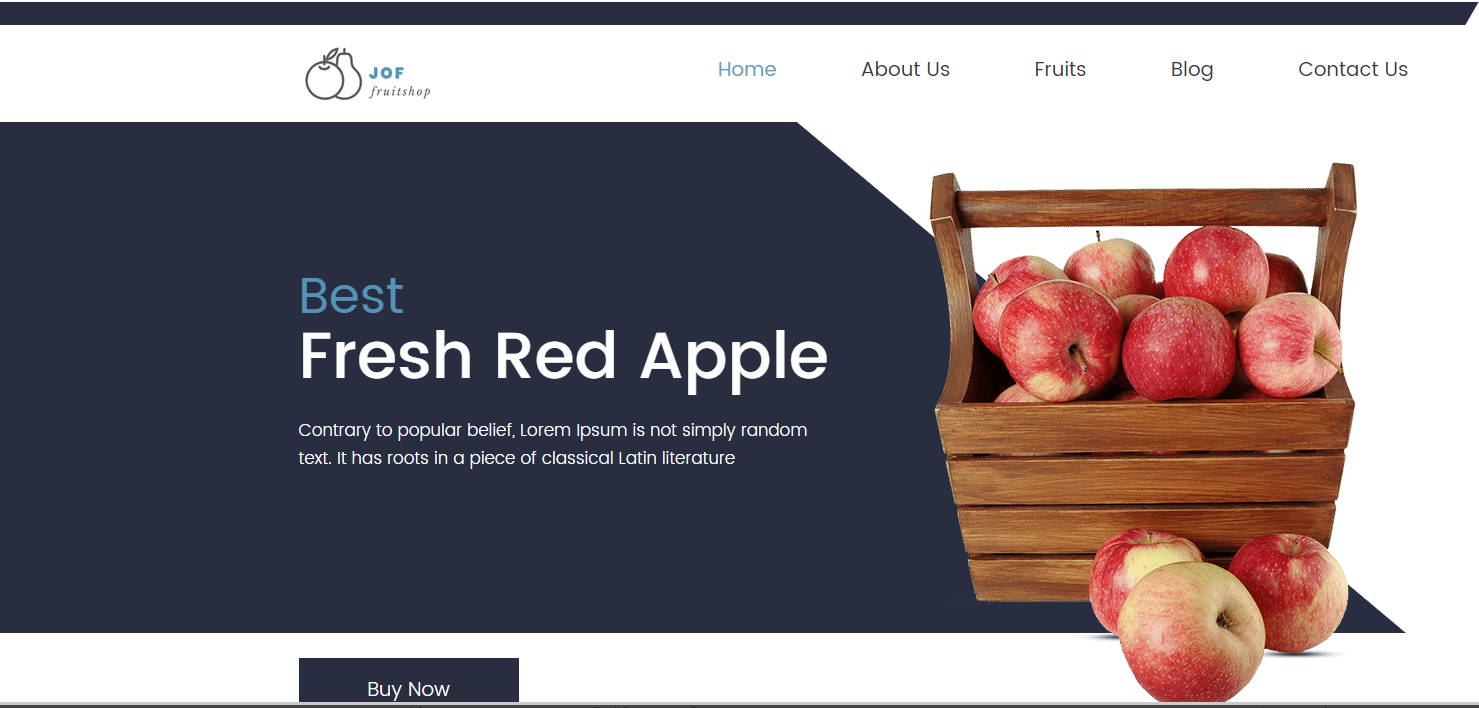 JOF
fruitshop
Home
About Us
Fruits
Blog
Contact Us
Best
Fresh Red Apple
Contrary to popular belief, Lorem Ipsum is not simply random
text. It has roots in a piece of classical Latin literature
Buy Now